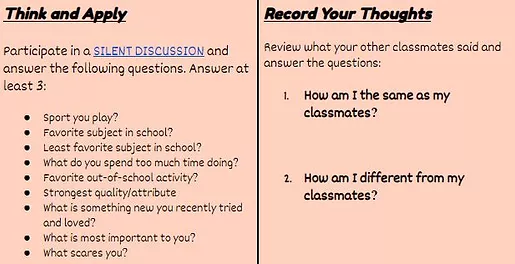 Think and Apply
Participate in a SILENT DISCUSSION and
answer the following questions. Answer at
least 3:
● Sport you play?
● Favorite subject in school?
● Least favorite subject in school?
● What do you spend too much time doing?
● Favorite out-of-school activity?
● Strongest quality/attribute
● What is something new you recently tried
and loved?
● What is most important to you?
● What scares you?
Record Your Thoughts
Review what your other classmates said and
answer the questions:
1. How am I the same as my
classmates?
2. How am I different from my
classmates?